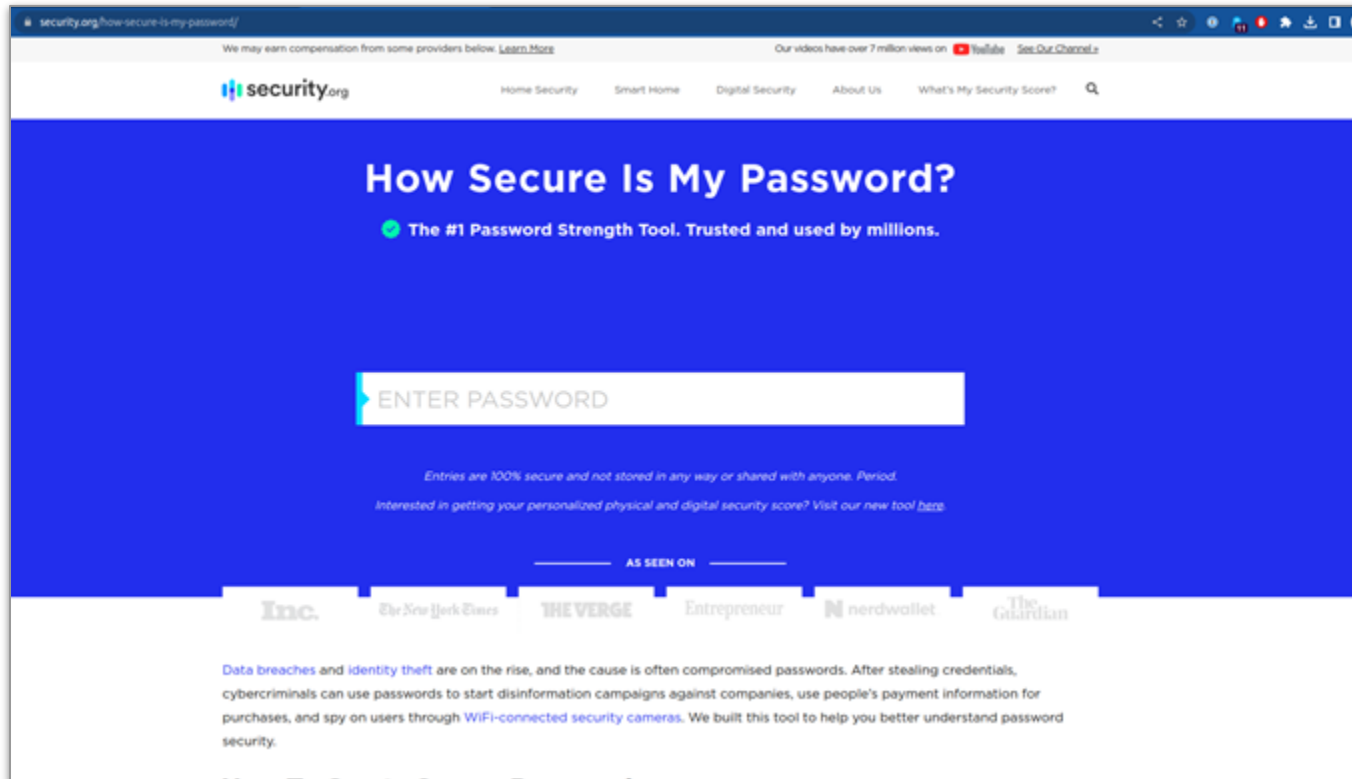 security.org/how-secure-is-my-password/
11
We may earn compensation from some providers below. Learn More
Our videos have over 7 million views on YouTube See Our Channel »
security.org
Home Security Smart Home Digital Security About Us What's My Security Score?
How Secure Is My Password?
The #1 Password Strength Tool. Trusted and used by millions.
ENTER PASSWORD
Entries are 100% secure and not stored in any way or shared with anyone. Period.
Interested in getting your personalized physical and digital security score? Visit our new tool here.
AS SEEN ON
Inc. The New York Times THE VERGE Entrepreneur nerdwallet The Guardian
Data breaches and identity theft are on the rise, and the cause is often compromised passwords. After stealing credentials,
cybercriminals can use passwords to start disinformation campaigns against companies, use people's payment information for
purchases, and spy on users through WiFi-connected security cameras. We built this tool to help you better understand password
security.